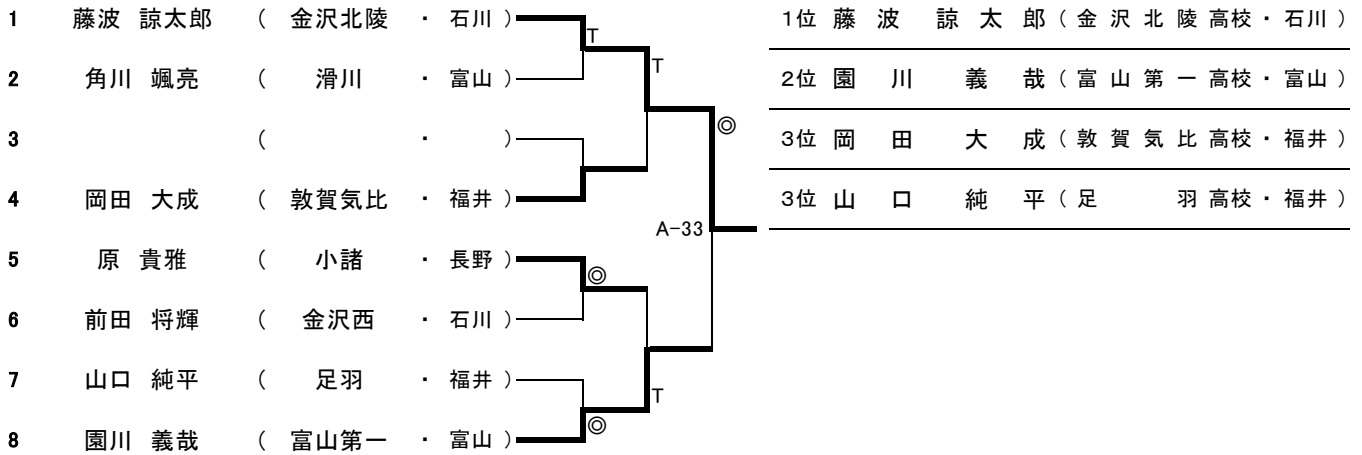 1 藤波 諒太郎 ( 金沢北陵 ・ 石川 )
T
2 角川 颯亮 ( 滑川 ・ 富山 )
T
3 ( ・ )
◎
4 岡田 大成 ( 敦賀気比 ・ 福井 )
A-33
5 原 貴雅 ( 小諸 ・ 長野 )
◎
6 前田 将輝 ( 金沢西 ・ 石川 )
7 山口 純平 ( 足羽 ・ 福井 )
T
8 園川 義哉 ( 富山第一 ・ 富山 )
◎
1位 藤 波 諒 太 郎 ( 金 沢 北 陵 高校 ・ 石川 )
2位 園 川 義 哉 ( 富 山 第 一 高校 ・ 富山 )
3位 岡 田 大 成 ( 敦 賀 気 比 高校 ・ 福井 )
3位 山 口 純 平 ( 足 羽 高校 ・ 福井 )